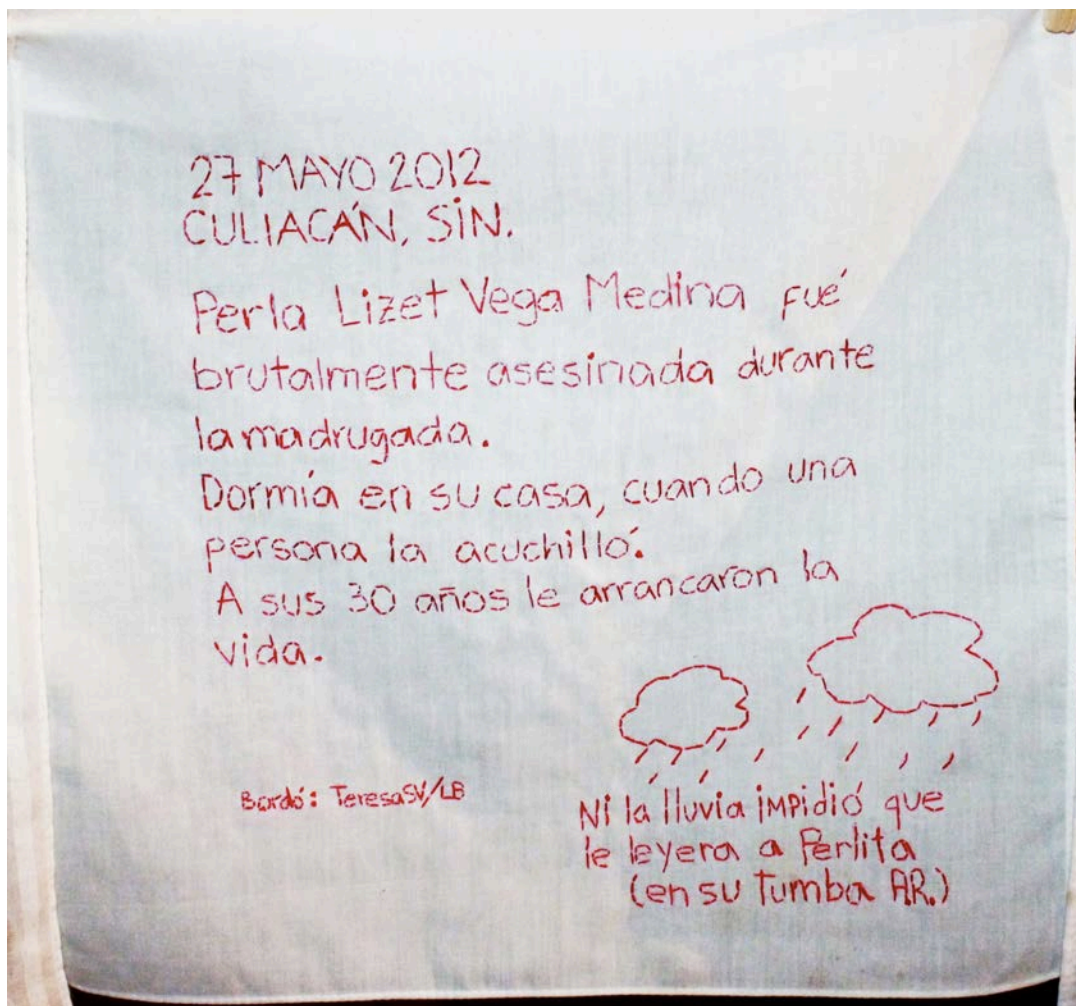 27 MAYO 2012
CULIACÁN, SIN.
Perla Lizet Vega Medina fué
brutalmente asesinada durante
la madrugada.
Dormía en su casa, cuando una
persona la acuchilló.
A sus 30 años le arrancaron la
vida.
Bordó: TeresaSV/LB
Ni la lluvia impidió que
le leyera a Perlita
(en su tumba AR.)